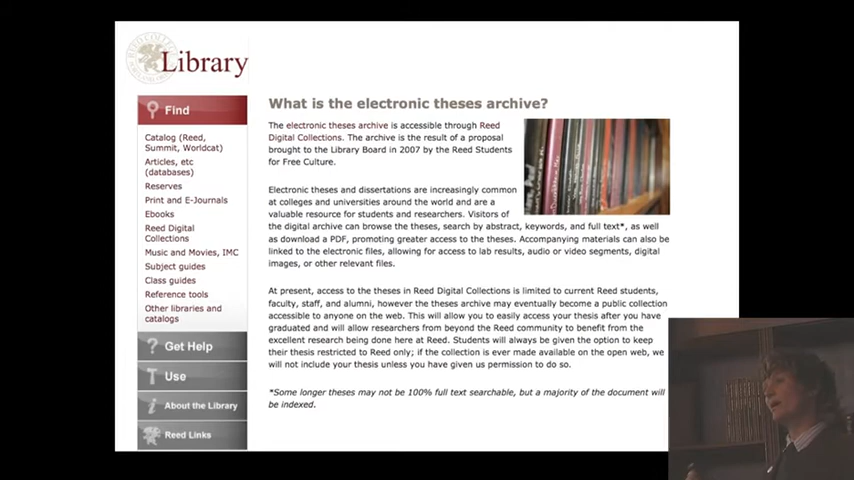 Library
Find
Catalog (Reed,
Summit, Worldcat)
Articles, etc
(databases)
Reserves
Print and E-Journals
Ebooks
Reed Digital
Collections
Music and Movies, IMC
Subject guides
Class guides
Reference tools
Other libraries and
catalogs
Get Help
Use
About the Library
Reed Links
What is the electronic theses archive?
The electronic theses archive is accessible through Reed
Digital Collections. The archive is the result of a proposal
brought to the Library Board in 2007 by the Reed Students
for Free Culture.
Electronic theses and dissertations are increasingly common
at colleges and universities around the world and are a
valuable resource for students and researchers. Visitors of
the digital archive can browse the theses, search by abstract, keywords, and full text*, as well
as download a PDF, promoting greater access to the theses. Accompanying materials can also be
linked to the electronic files, allowing for access to lab results, audio or video segments, digital
images, or other relevant files.
At present, access to the theses in Reed Digital Collections is limited to current Reed students,
faculty, staff, and alumni, however the theses archive may eventually become a public collection
accessible to anyone on the web. This will allow you to easily access your thesis after you have
graduated and will allow researchers from beyond the Reed community to benefit from the
excellent research being done here at Reed. Students will always be given the option to keep
their thesis restricted to Reed only; if the collection is ever made available on the open web, we
will not include your thesis unless you have given us permission to do so.
*Some longer theses may not be 100% full text searchable, but a majority of the document will
be indexed.